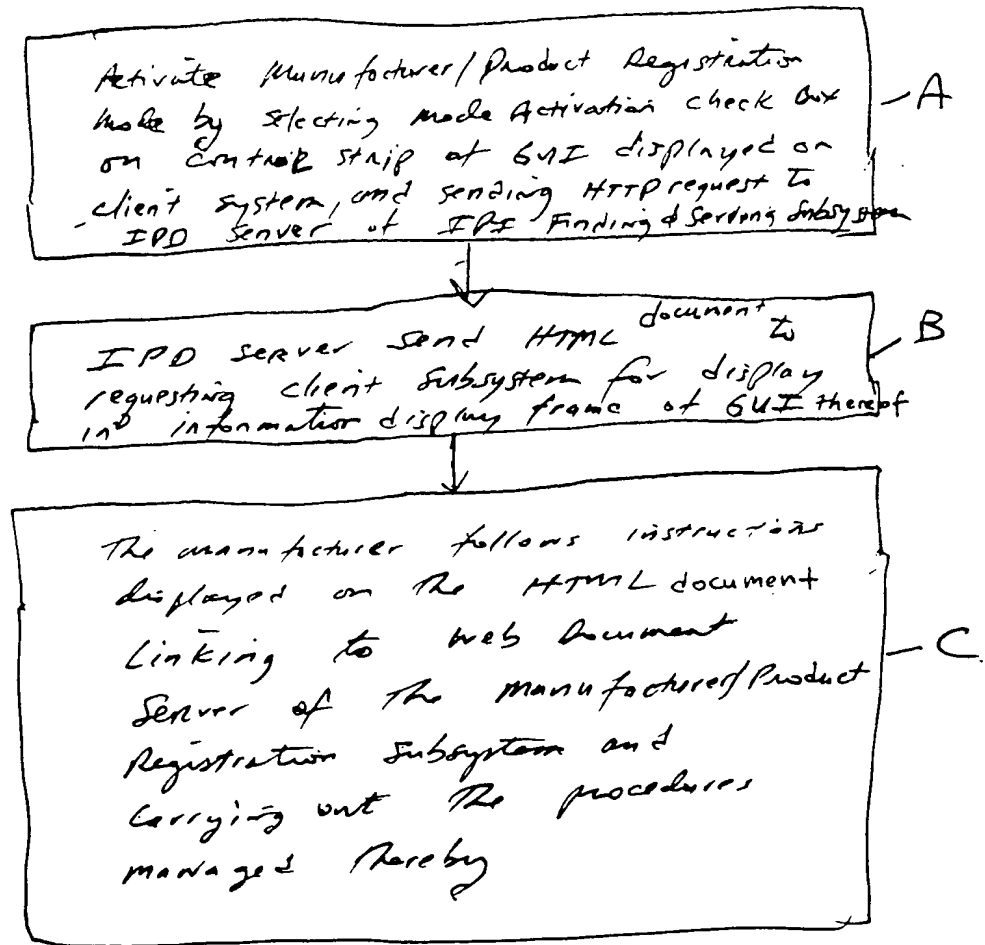 Activate Manufacturer/Product Registration
Mode by selecting Mode Activation check box
on control strip of GUI displayed on
client system, and sending HTTP request to
IPD server of IPI Finding & Serving Subsystem
A
IPD server send HTML document to
requesting client subsystem for display
in information display frame of GUI thereof
B
The manufacturer follows instructions
displayed on the HTML document
Linking to Web Document
Server of the Manufacturer/Product
Registration Subsystem and
Carrying out the procedures
managed thereby
C